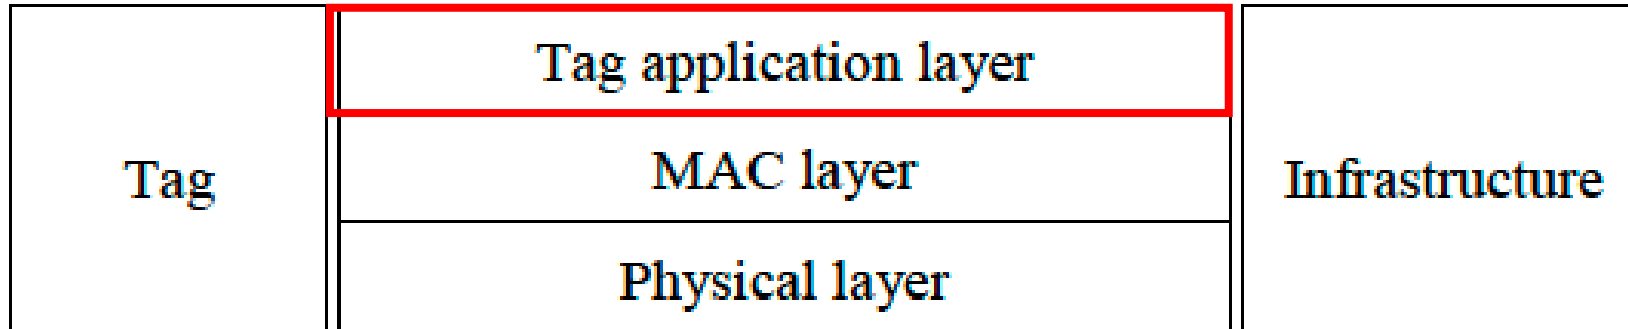 Tag application layer
MAC layer
Tag
Infrastructure
Physical layer